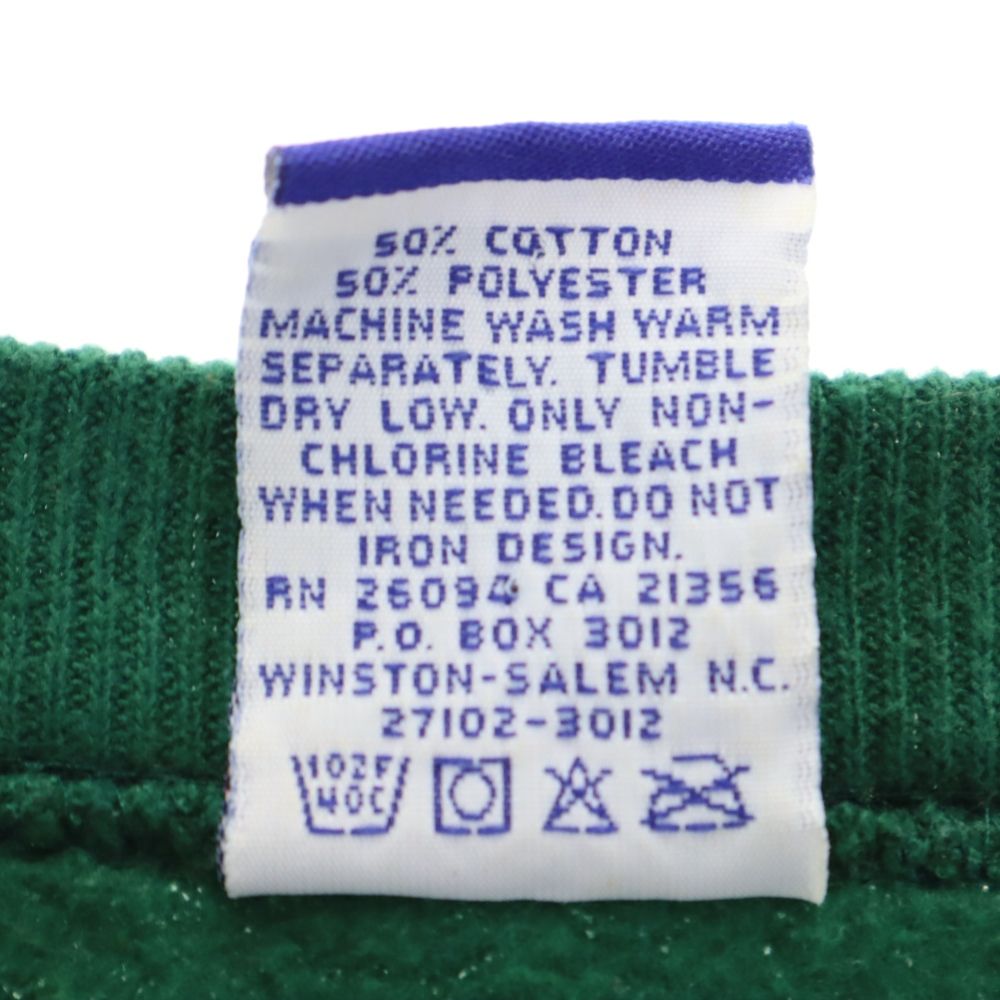 50% COTTON
50% POLYESTER
MACHINE WASH WARM
SEPARATELY. TUMBLE
DRY LOW. ONLY NON-
CHLORINE BLEACH
WHEN NEEDED. DO NOT
IRON DESIGN.
RN 26094 CA 21356
P.O. BOX 3012
WINSTON-SALEM N.C.
27102-3012
102F
40C